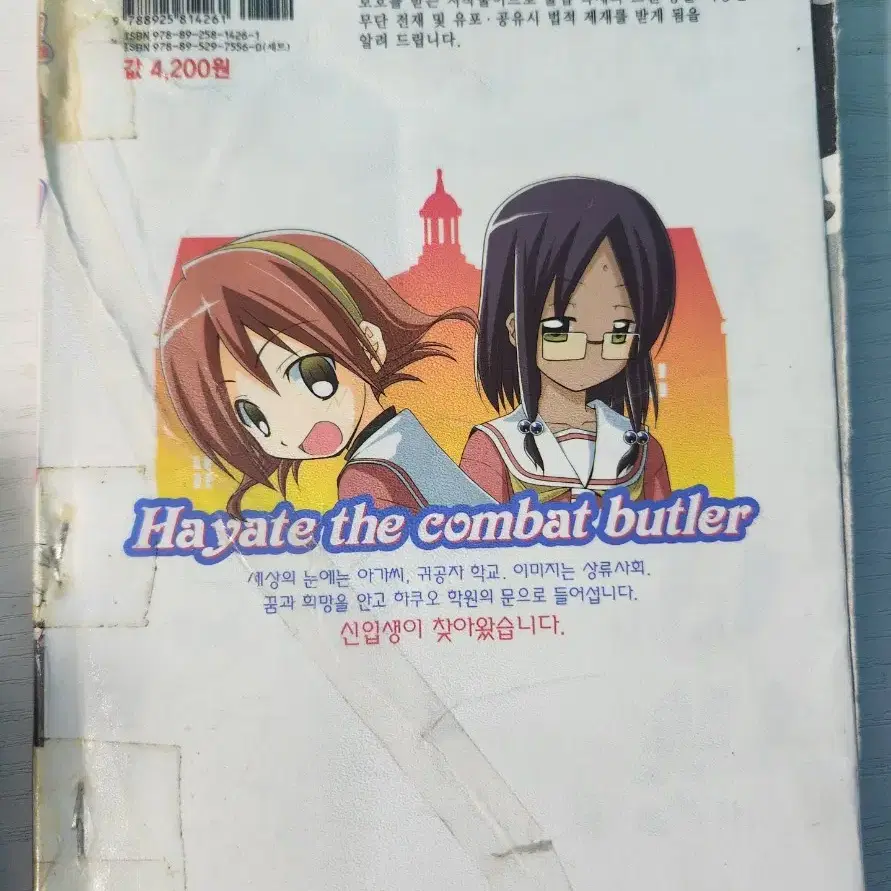 9 788925 814261
ISBN 978-89-258-1426-1
ISBN 978-89-529-7556-0(세트)
값 4,200원
무단 전재 및 유포·공유시 법적 제재를 받게 됨을
알려 드립니다.
Hayate the combat butler
세상의 눈에는 아가씨, 귀공자 학교. 이미지는 상류사회.
꿈과 희망을 안고 하쿠오 학원의 문으로 들어섭니다.
신입생이 찾아왔습니다.